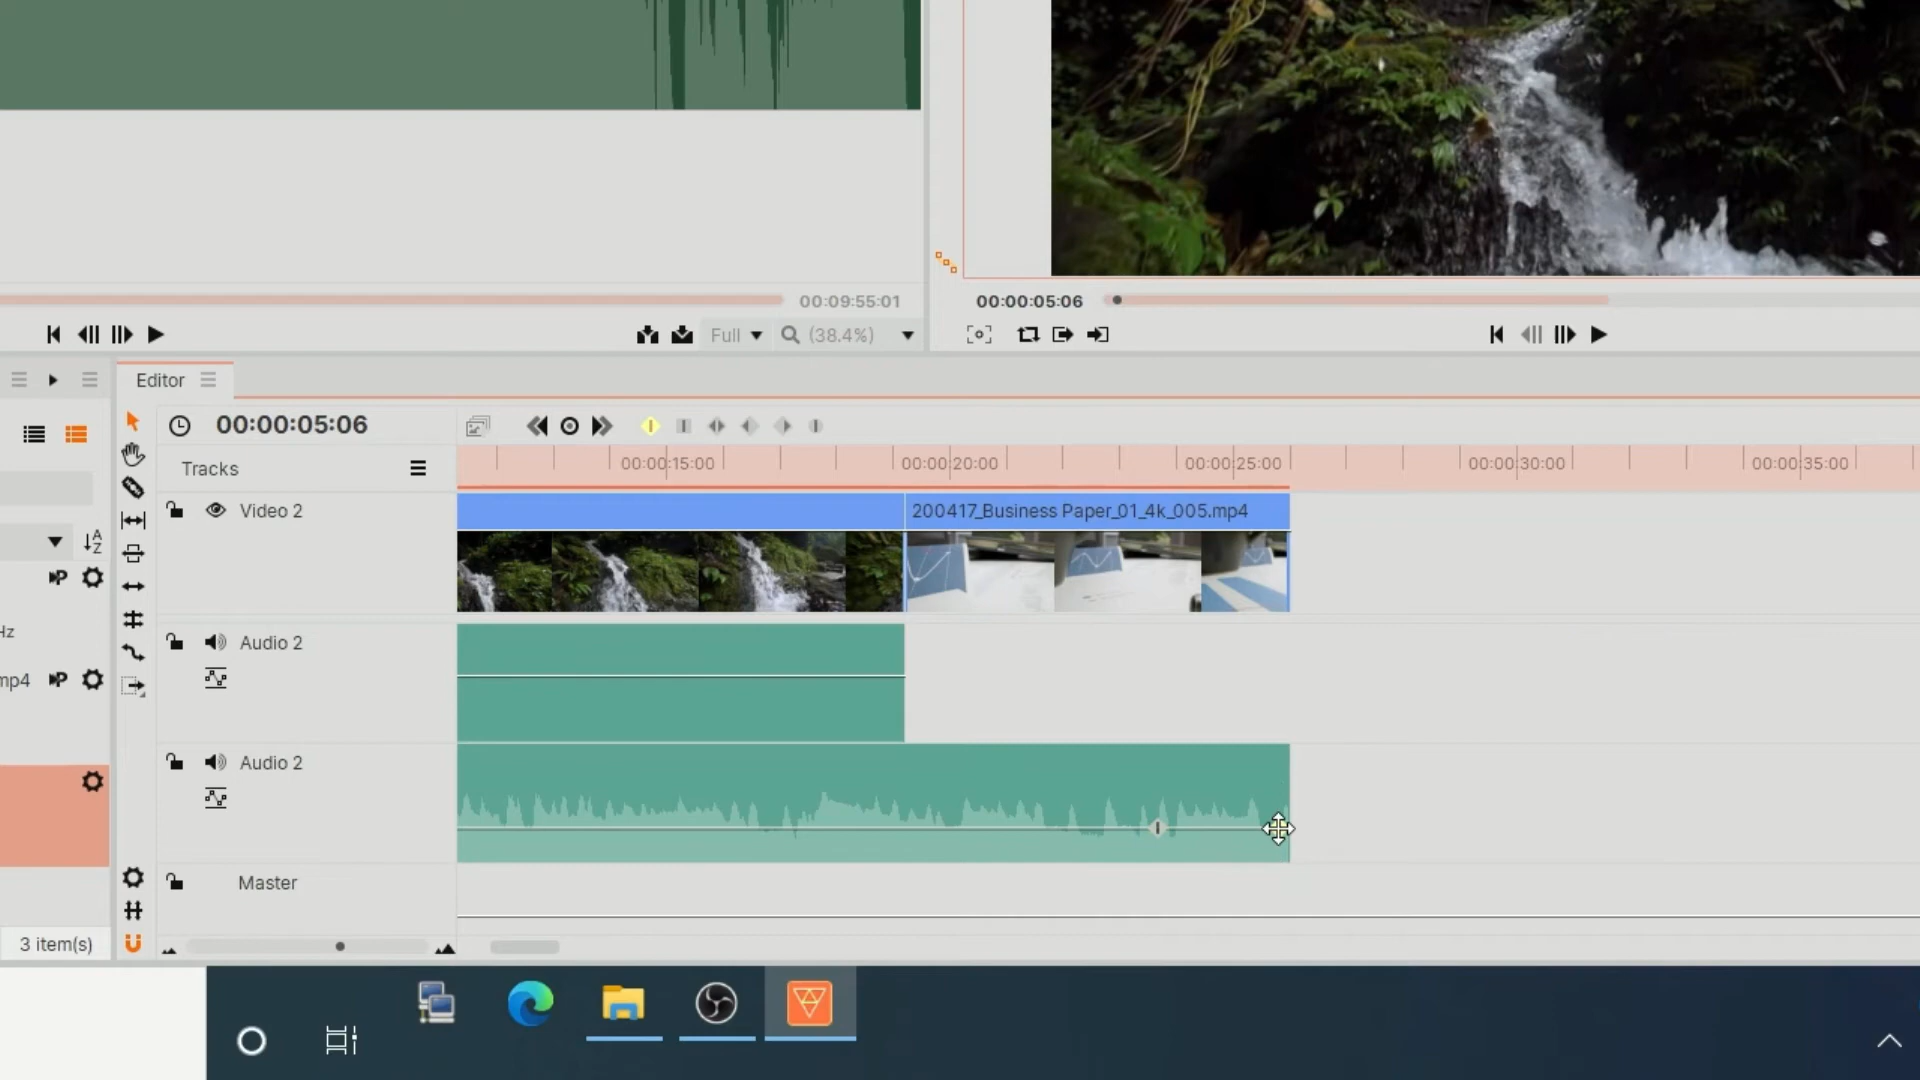 00:09:55:01
00:00:05:06
Full
(38.4%)
Editor
00:00:05:06
Tracks
00:00:15:00
00:00:20:00
00:00:25:00
00:00:30:00
00:00:35:00
Video 2
200417_Business Paper_01_4k_005.mp4
A
Z
Hz
Audio 2
mp4
Audio 2
Master
3 item(s)